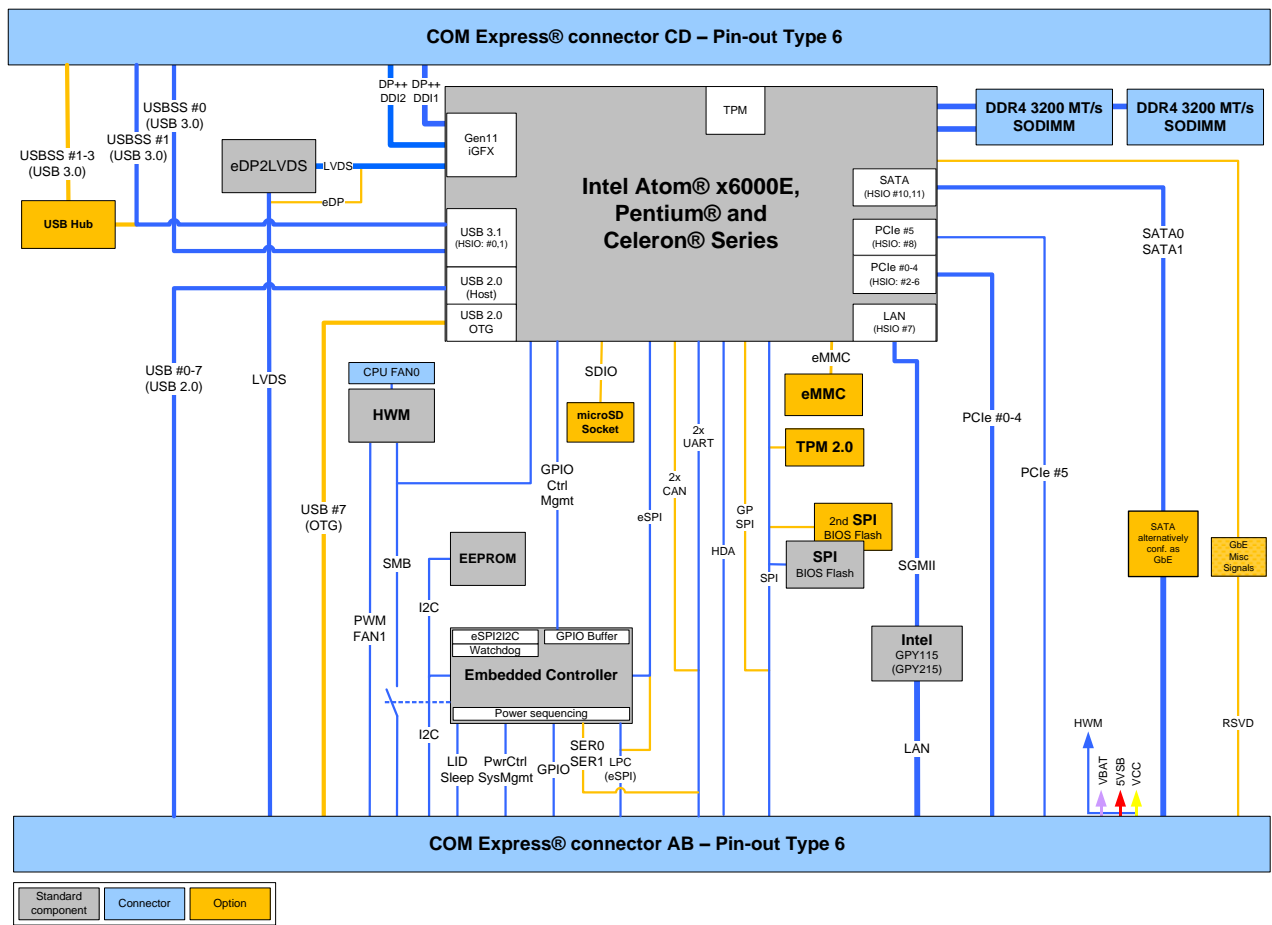 COM Express® connector CD – Pin-out Type 6
DP++ DP++
DDI2 DDI1
USBSS #0
(USB 3.0)
USBSS #1
(USB 3.0)
USBSS #1-3
(USB 3.0)
USB Hub
eDP2LVDS
LVDS
eDP
Gen11
iGFX
TPM
Intel Atom® x6000E,
Pentium® and
Celeron® Series
DDR4 3200 MT/s
SODIMM
DDR4 3200 MT/s
SODIMM
SATA
(HSIO #10,11)
USB 3.1
(HSIO: #0,1)
PCIe #5
(HSIO: #8)
PCIe #0-4
(HSIO: #2-6
USB 2.0
(Host)
USB 2.0
OTG
LAN
(HSIO #7)
SATA0
SATA1
USB #0-7
(USB 2.0)
LVDS
CPU FAN0
HWM
SDIO
microSD
Socket
eMMC
eMMC
TPM 2.0
2x
UART
PCIe #0-4
PCIe #5
GPIO
Ctrl
Mgmt
2x
CAN
USB #7
(OTG)
eSPI
GP
SPI
2nd SPI
BIOS Flash
SPI
BIOS Flash
HDA
SPI
SGMII
SATA
alternatively
conf. as
GbE
GbE
Misc
Signals
EEPROM
SMB
I2C
PWM
FAN1
eSPI2I2C
GPIO Buffer
Watchdog
Embedded Controller
Power sequencing
Intel
GPY115
(GPY215)
I2C
LID
Sleep
PwrCtrl
SysMgmt
GPIO
SER0
SER1
LPC
(eSPI)
LAN
HWM
VBAT
5VSB
VCC
RSVD
COM Express® connector AB – Pin-out Type 6
Standard
component
Connector
Option